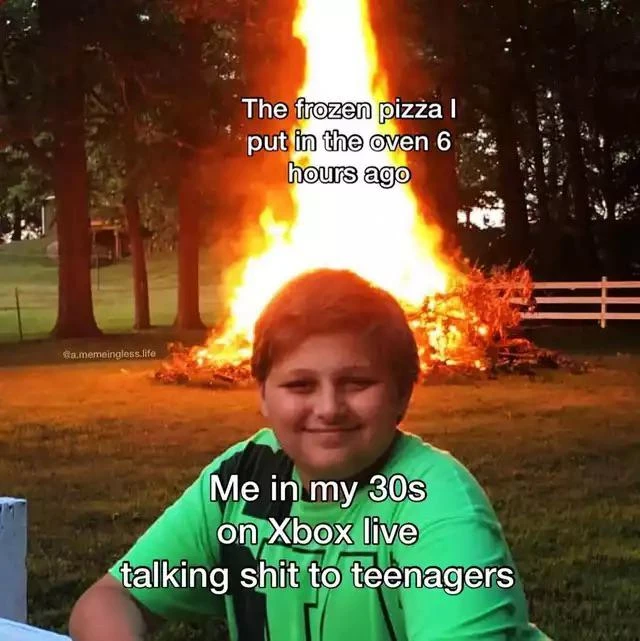 The frozen pizza I
put in the oven 6
hours ago
@a.memeingless.life
Me in my 30s
on Xbox live
talking shit to teenagers